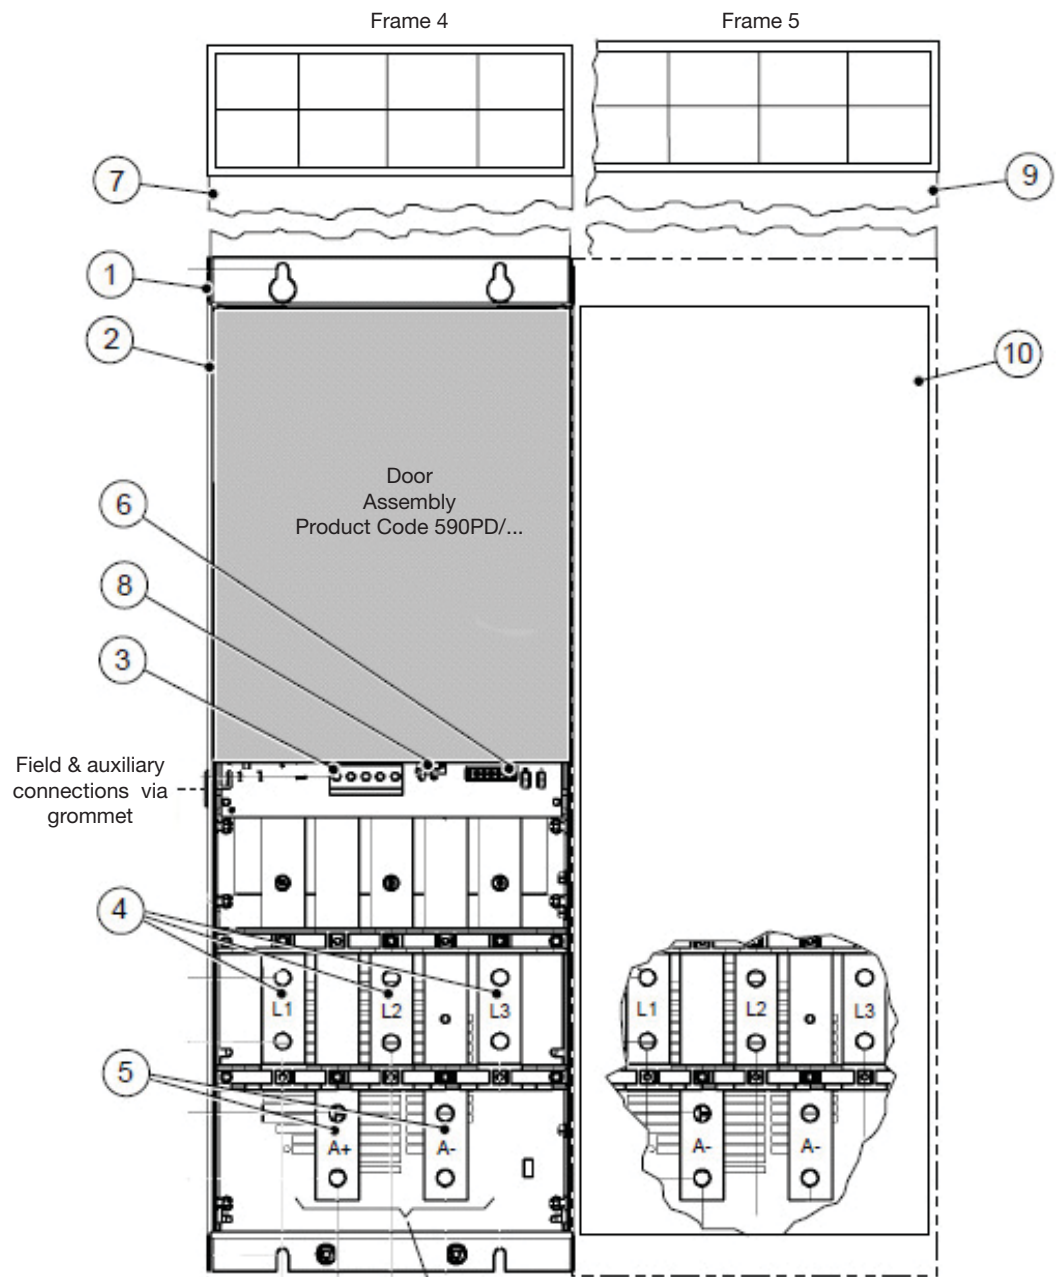 Frame 4
Frame 5
7
9
1
2
10
Door
Assembly
Product Code 590PD/...
6
8
3
Field & auxiliary
connections via
grommet
4
L1
L2
L3
L1
L2
L3
5
A+
A-
A-
A-